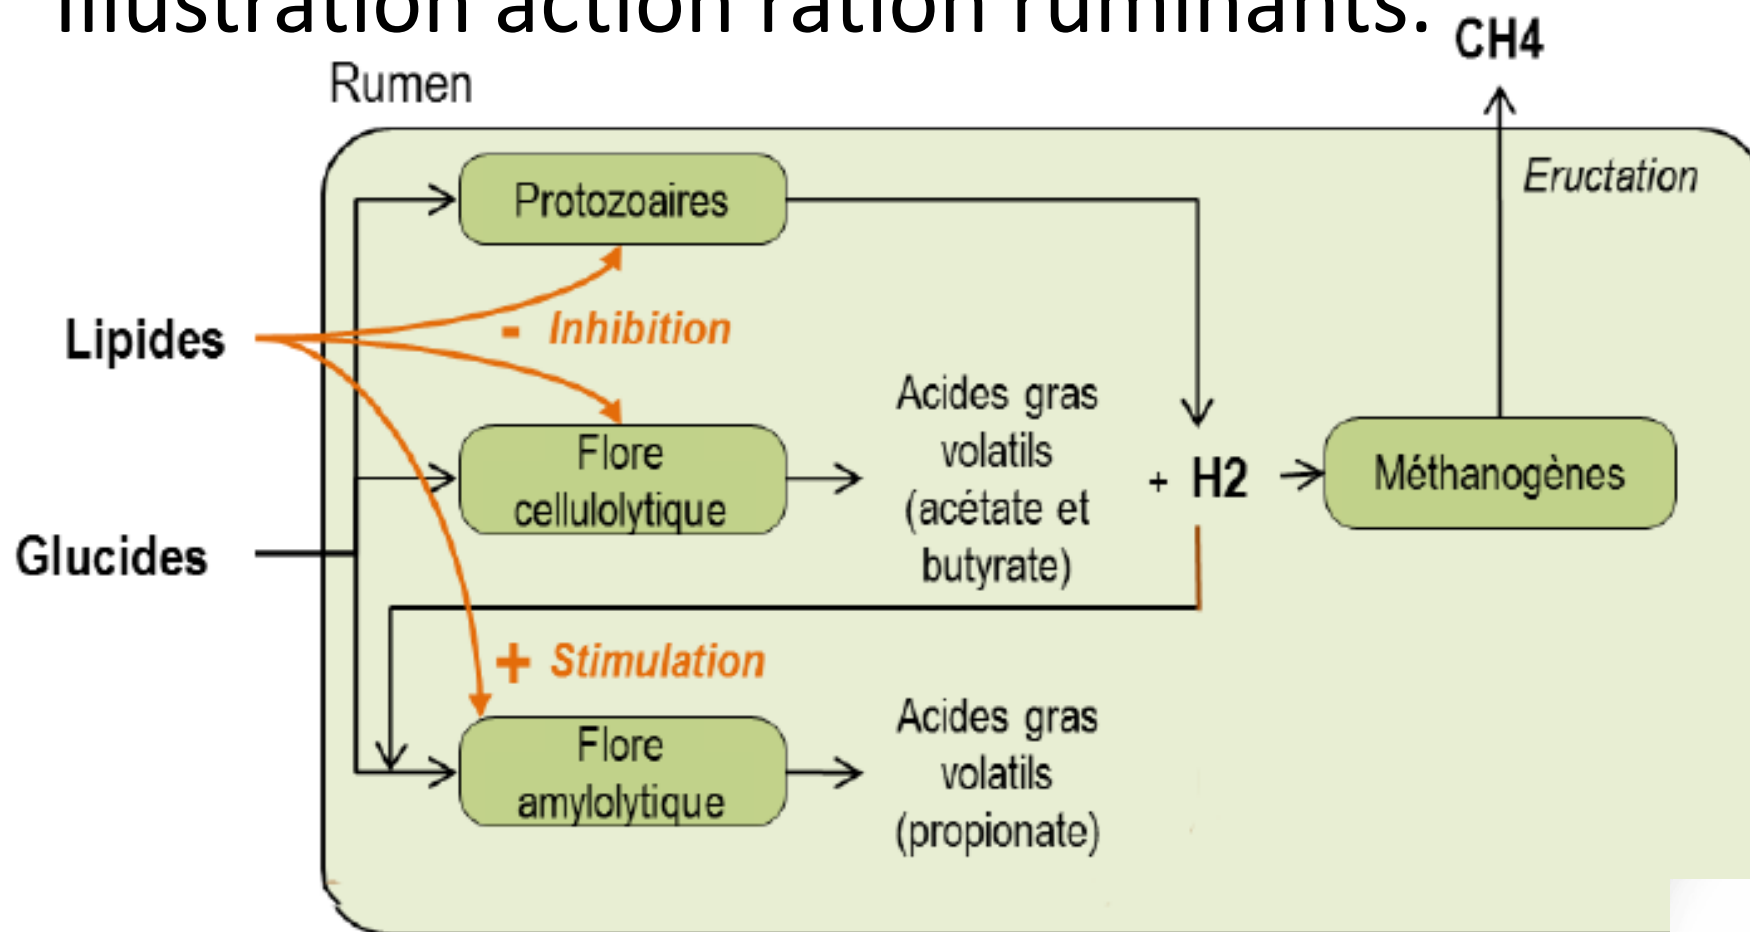 illustration action ration ruminants.
CH4
Rumen
Eructation
Protozoaires
Lipides
- Inhibition
Flore
cellulolytique
Acides gras
volatils
(acétate et
butyrate)
+ H2
Méthanogènes
Glucides
+ Stimulation
Flore
amylolytique
Acides gras
volatils
(propionate)